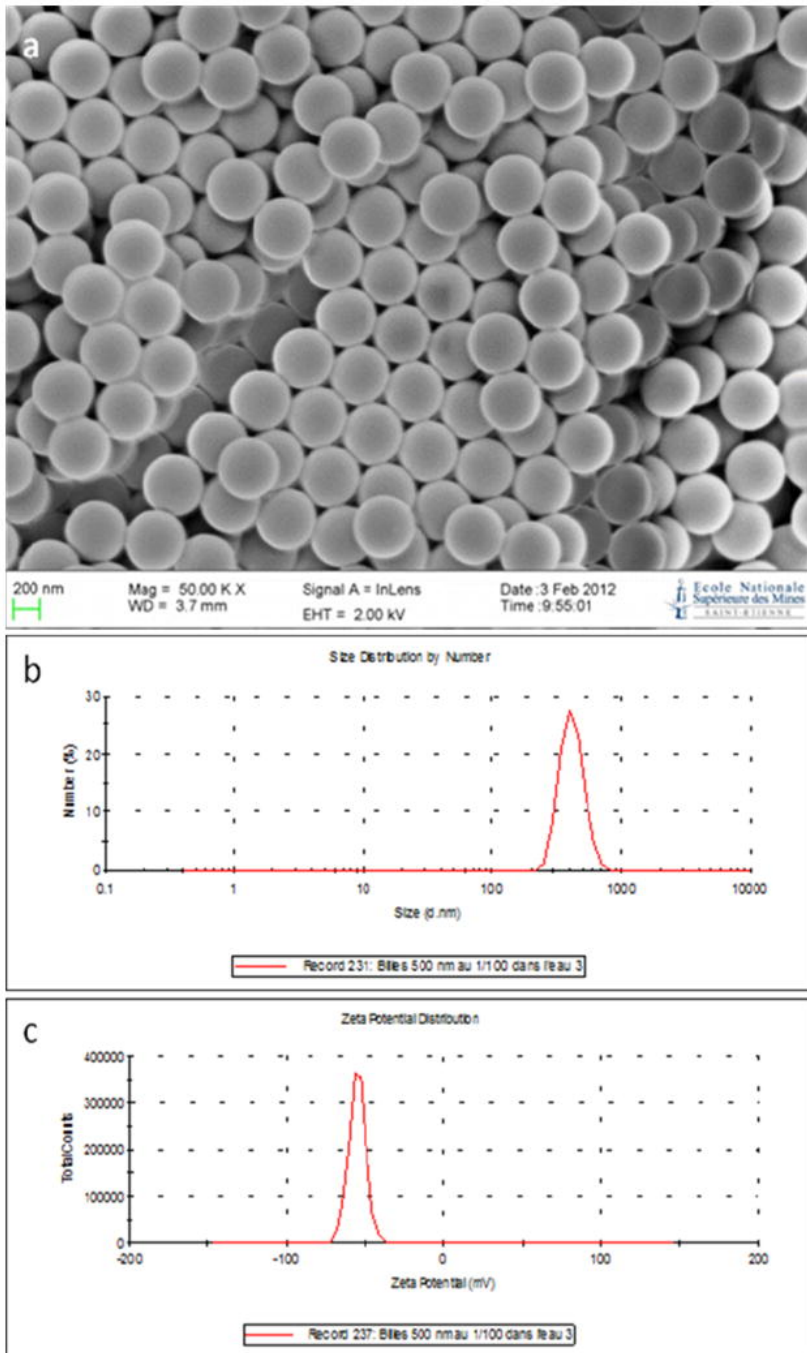 a
200 nm
Mag = 50.00 K X
WD = 3.7 mm
Signal A = InLens
EHT = 2.00 kV
Date :3 Feb 2012
Time :9:55:01
Ecole Nationale
Supérieure des Mines
SAINT-ETIENNE
b
Size Distribution by Number
Number (%)
30
20
10
0
0.1 1 10 100 1000 10000
Size (d.nm)
Record 231: Billes 500 nm au 1/100 dans l'eau 3
c
Zeta Potential Distribution
Total Counts
400000
300000
200000
100000
0
-200 -100 0 100 200
Zeta Potential (mV)
Record 237: Billes 500 nm au 1/100 dans l'eau 3